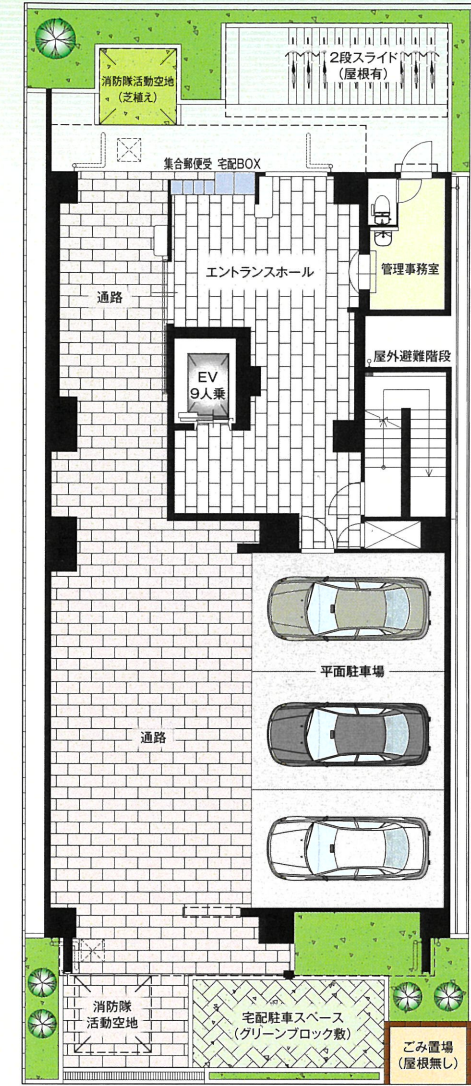 消防隊活動空地
(芝植え)
2段スライド
(屋根有)
集合郵便受 宅配BOX
エントランスホール
管理事務室
通路
屋外避難階段
EV
9人乗
平面駐車場
通路
消防隊
活動空地
宅配駐車スペース
(グリーンブロック敷)
ごみ置場
(屋根無し)